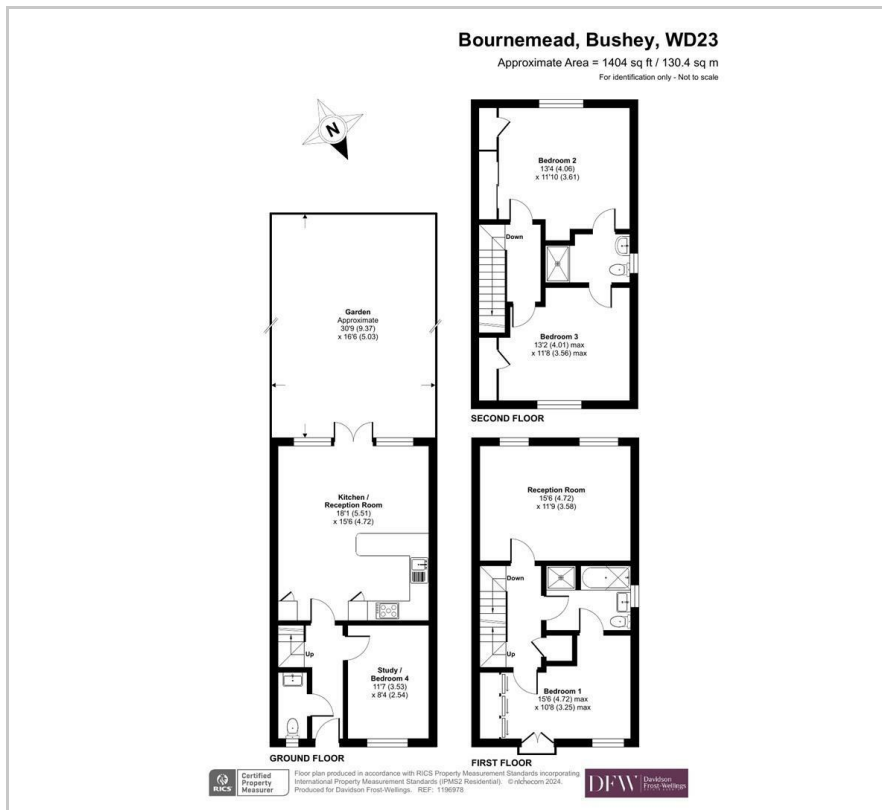 Bournemead, Bushey, WD23
Approximate Area = 1404 sq ft / 130.4 sq m
For identification only - Not to scale
N
Bedroom 2
13'4 (4.06)
x 11'10 (3.61)
Down
Bedroom 3
13'2 (4.01) max
x 11'8 (3.56) max
SECOND FLOOR
Garden
Approximate
30'9 (9.37)
x 16'6 (5.03)
Kitchen /
Reception Room
18'1 (5.51)
x 15'6 (4.72)
Up
Study /
Bedroom 4
11'7 (3.53)
x 8'4 (2.54)
GROUND FLOOR
Reception Room
15'6 (4.72)
x 11'9 (3.58)
Down
Up
Bedroom 1
15'6 (4.72) max
x 10'8 (3.25) max
FIRST FLOOR
RICS
Certified
Property
Measurer
Floor plan produced in accordance with RICS Property Measurement Standards incorporating
International Property Measurement Standards (IPMS2 Residential). © nichecom 2024.
Produced for Davidson Frost-Wellings. REF: 1196978
DFW
Davidson
Frost-Wellings